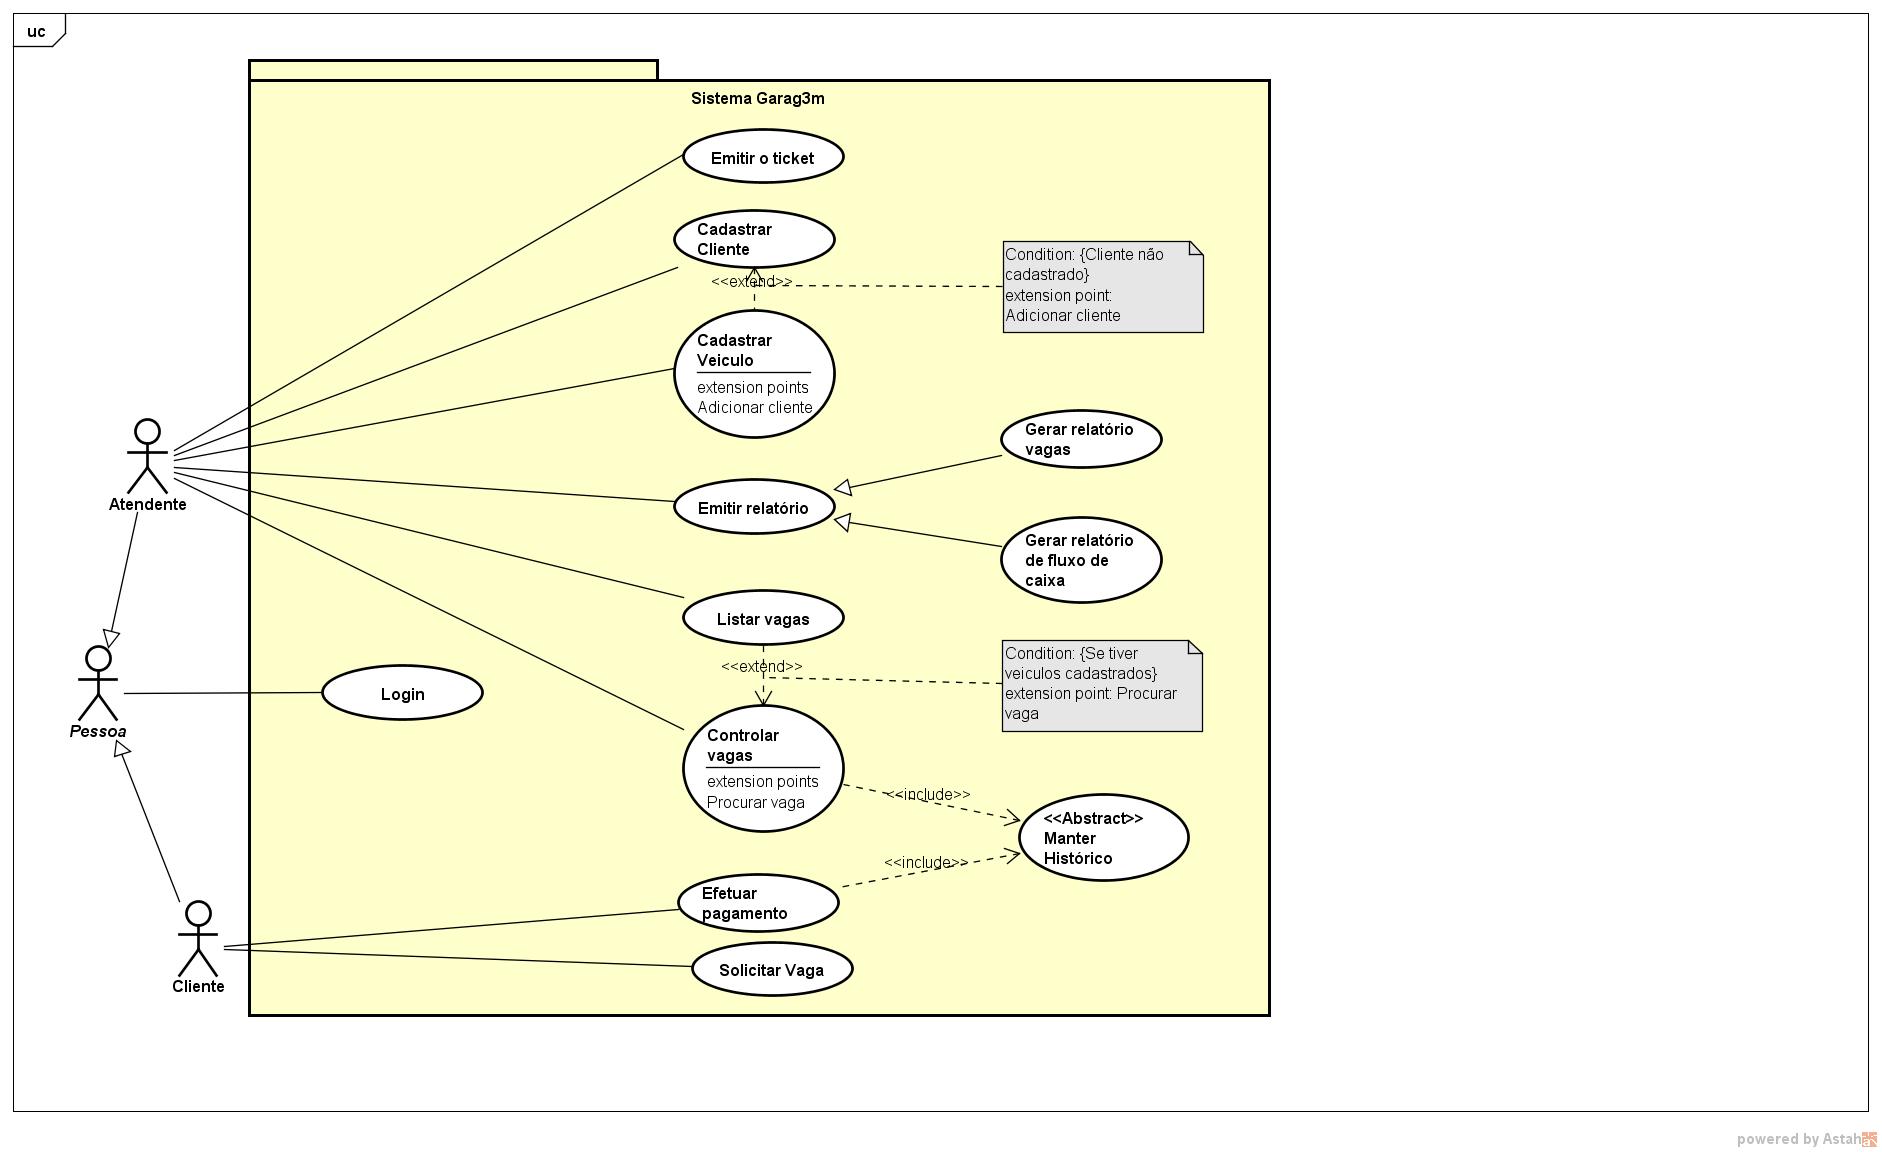 uc
Sistema Garag3m
Emitir o ticket
Cadastrar
Cliente
<<extend>>
Condition: {Cliente não
cadastrado}
extension point:
Adicionar cliente
Cadastrar
Veiculo
extension points
Adicionar cliente
Gerar relatório
vagas
Atendente
Emitir relatório
Gerar relatório
de fluxo de
caixa
Listar vagas
<<extend>>
Condition: {Se tiver
veiculos cadastrados}
extension point: Procurar
vaga
Login
Pessoa
Controlar
vagas
extension points
Procurar vaga
<<include>>
<<Abstract>>
Manter
Histórico
<<include>>
Efetuar
pagamento
Solicitar Vaga
Cliente
powered by Astah